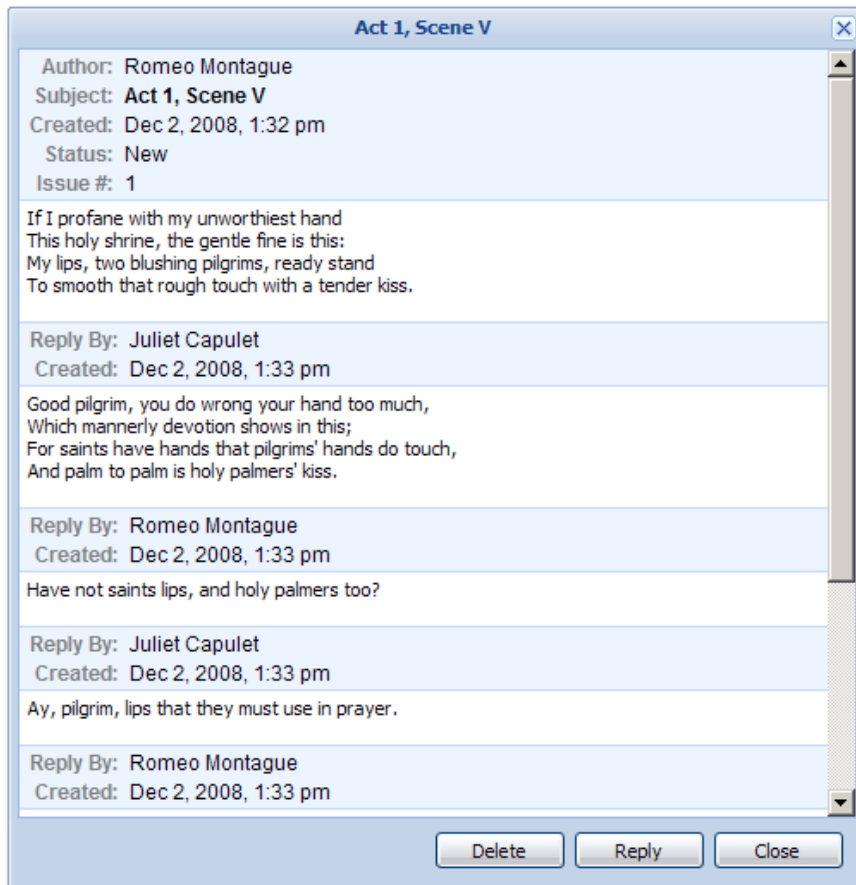 Act 1, Scene V
Author: Romeo Montague
Subject: Act 1, Scene V
Created: Dec 2, 2008, 1:32 pm
Status: New
Issue #: 1
If I profane with my unworthiest hand
This holy shrine, the gentle fine is this:
My lips, two blushing pilgrims, ready stand
To smooth that rough touch with a tender kiss.
Reply By: Juliet Capulet
Created: Dec 2, 2008, 1:33 pm
Good pilgrim, you do wrong your hand too much,
Which mannerly devotion shows in this;
For saints have hands that pilgrims' hands do touch,
And palm to palm is holy palmers' kiss.
Reply By: Romeo Montague
Created: Dec 2, 2008, 1:33 pm
Have not saints lips, and holy palmers too?
Reply By: Juliet Capulet
Created: Dec 2, 2008, 1:33 pm
Ay, pilgrim, lips that they must use in prayer.
Reply By: Romeo Montague
Created: Dec 2, 2008, 1:33 pm
Delete Reply Close